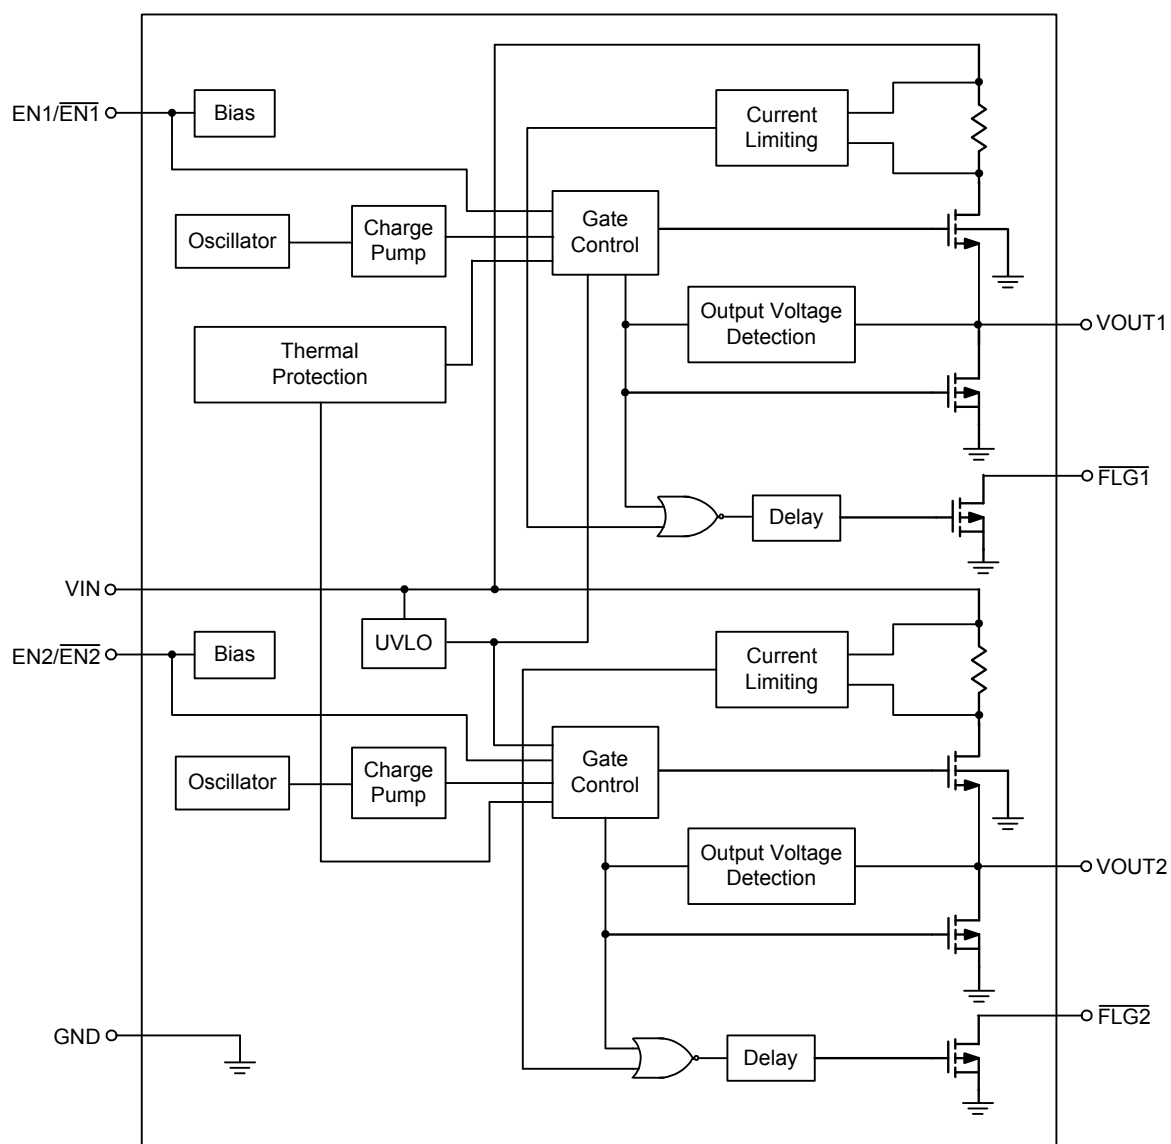 EN1/EN1
Bias
Current
Limiting
Oscillator
Charge
Pump
Gate
Control
Thermal
Protection
Output Voltage
Detection
VOUT1
FLG1
Delay
VIN
UVLO
EN2/EN2
Bias
Current
Limiting
Oscillator
Charge
Pump
Gate
Control
Output Voltage
Detection
VOUT2
FLG2
GND
Delay